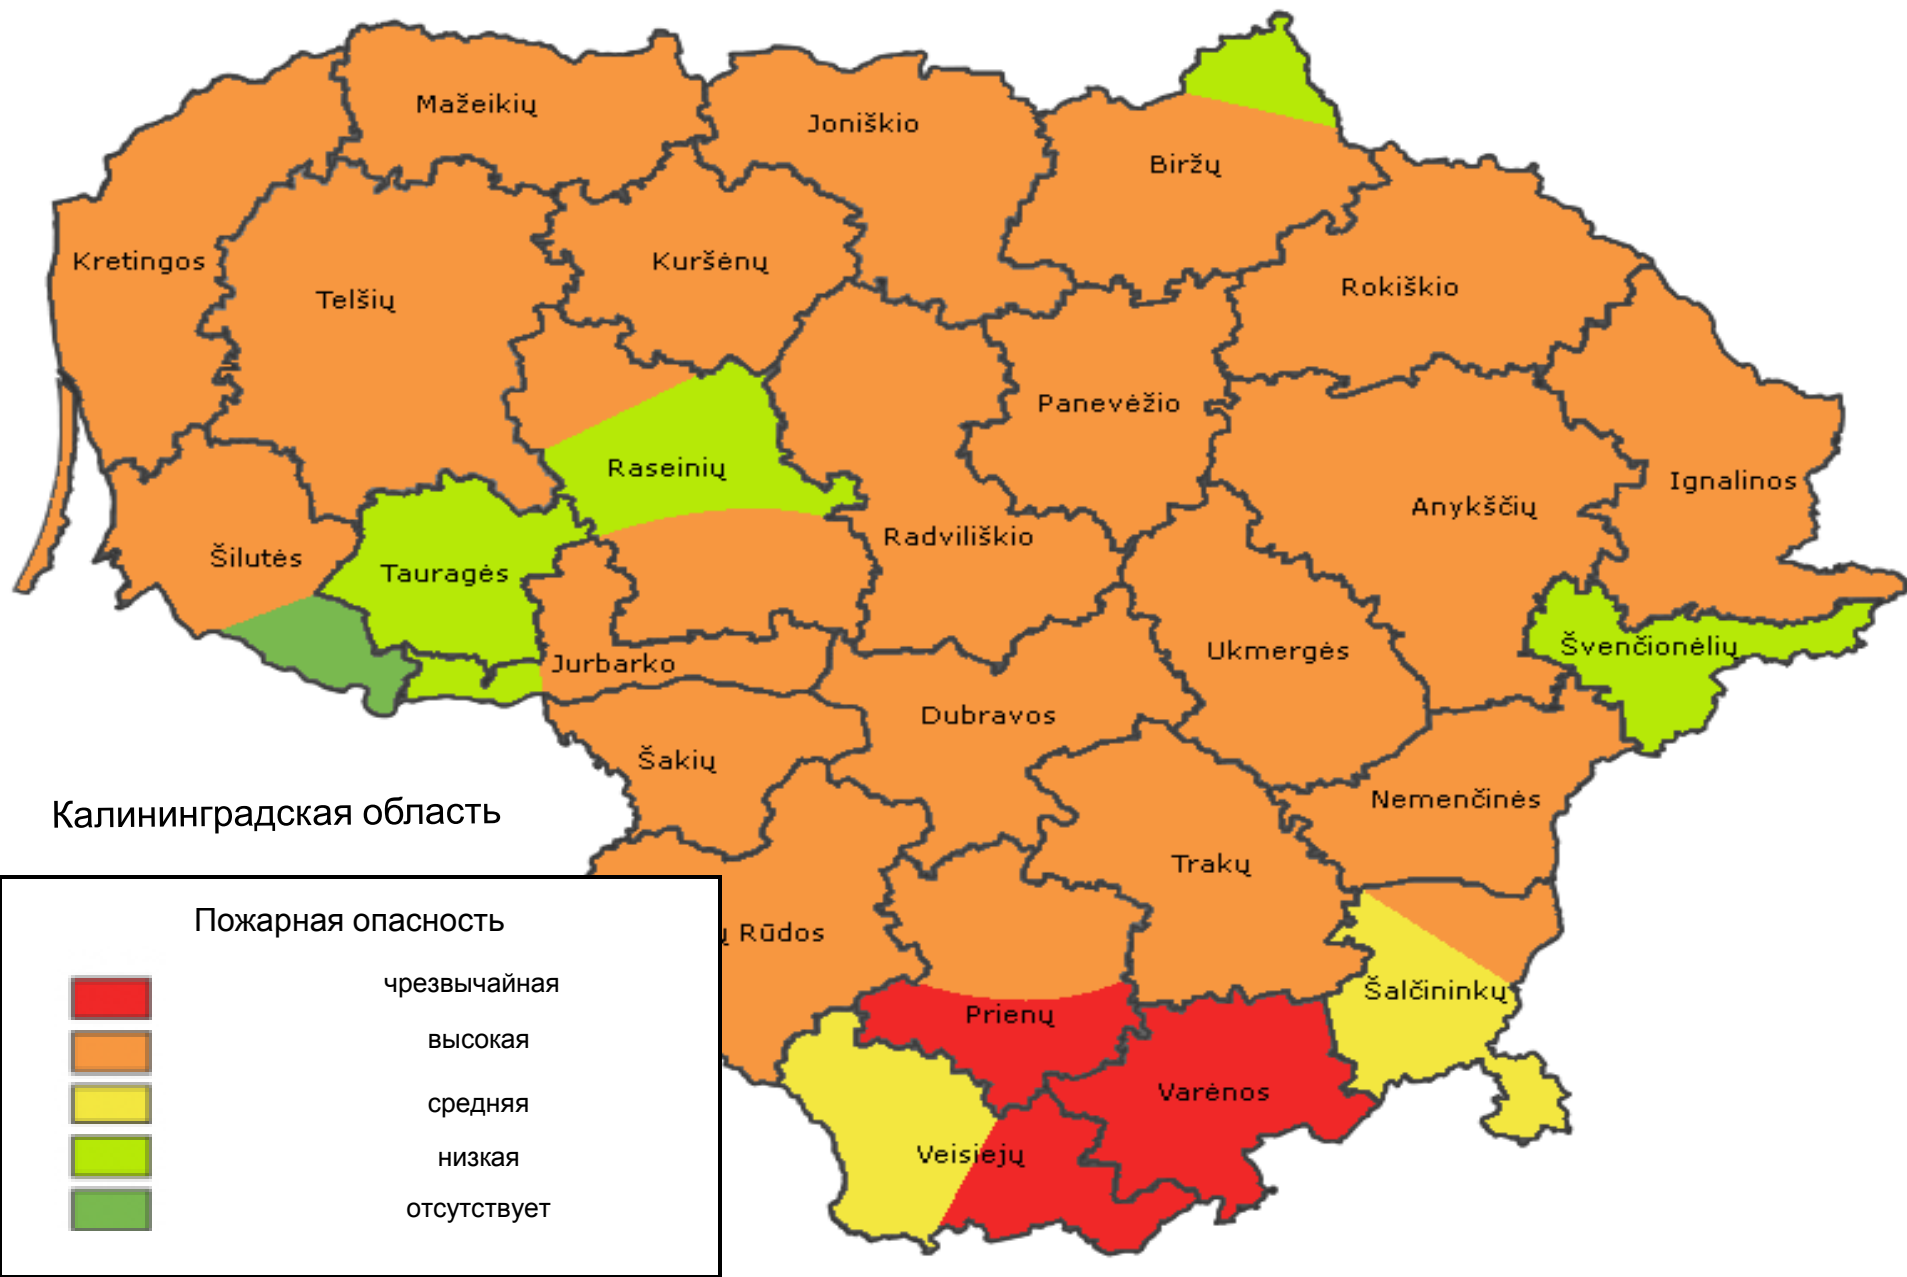 Mažeikių
Joniškio
Biržų
Kretingos
Telšių
Kuršėnų
Rokiškio
Panevėžio
Raseinių
Ignalinos
Anykščių
Radviliškio
Šilutės
Tauragės
Švenčionėlių
Jurbarko
Ukmergės
Dubravos
Šakių
Nemenčinės
Калининградская область
Trakų
ų Rūdos
Šalčininkų
Prienų
Varėnos
Veisiejų
Пожарная опасность
чрезвычайная
высокая
средняя
низкая
отсутствует